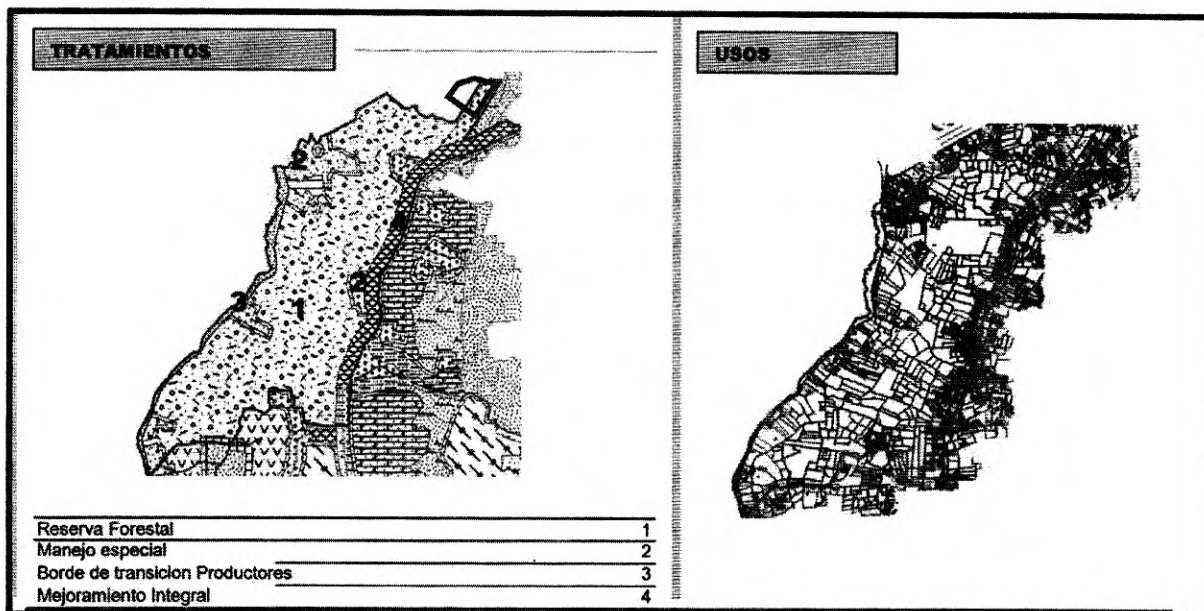 TRATAMIENTOS
USOS
2
2
3
1
Reserva Forestal 1
Manejo especial 2
Borde de transicion Productores 3
Mejoramiento Integral 4